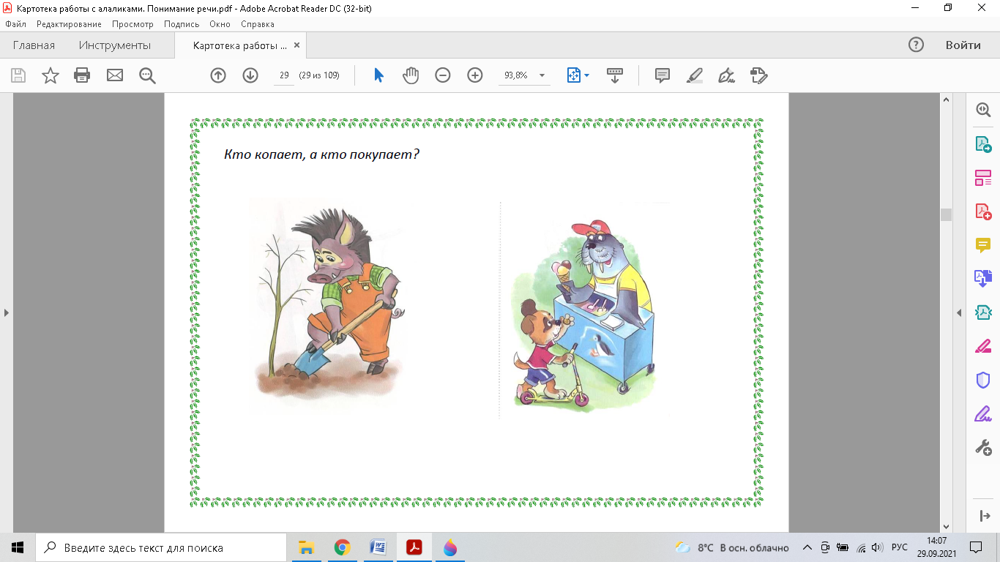 Картотека работы с алаликами. Понимание речи.pdf - Adobe Acrobat Reader DC (32-bit)
Файл Редактирование Просмотр Подпись Окно Справка
Главная Инструменты Картотека работы ... × Войти
29 (29 из 109) 93,8%
Кто копает, а кто покупает?
Введите здесь текст для поиска
8°C В осн. облачно
РУС
14:07
29.09.2021